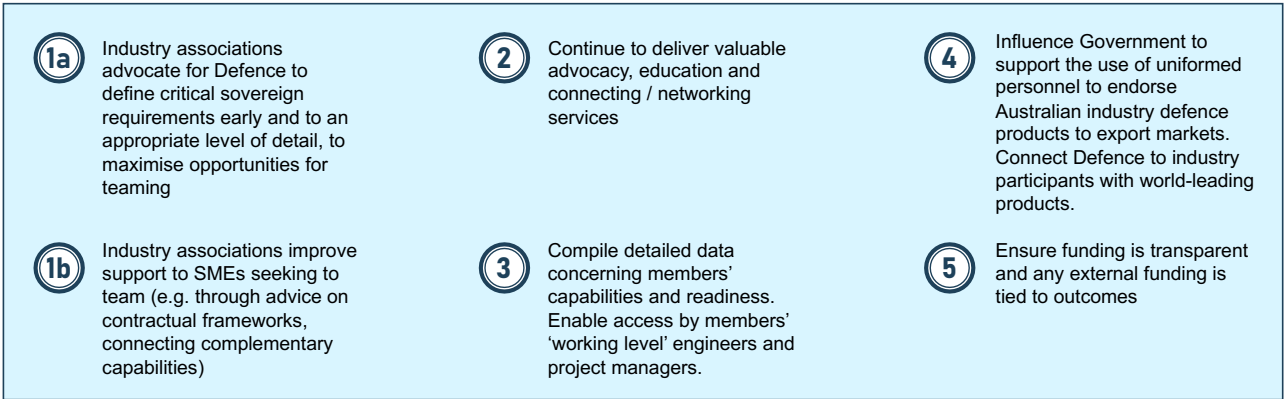 1a
Industry associations
advocate for Defence to
define critical sovereign
requirements early and to an
appropriate level of detail, to
maximise opportunities for
teaming
1b
Industry associations improve
support to SMEs seeking to
team (e.g. through advice on
contractual frameworks,
connecting complementary
capabilities)
2
Continue to deliver valuable
advocacy, education and
connecting / networking
services
3
Compile detailed data
concerning members’
capabilities and readiness.
Enable access by members’
‘working level’ engineers and
project managers.
4
Influence Government to
support the use of uniformed
personnel to endorse
Australian industry defence
products to export markets.
Connect Defence to industry
participants with world-leading
products.
5
Ensure funding is transparent
and any external funding is
tied to outcomes